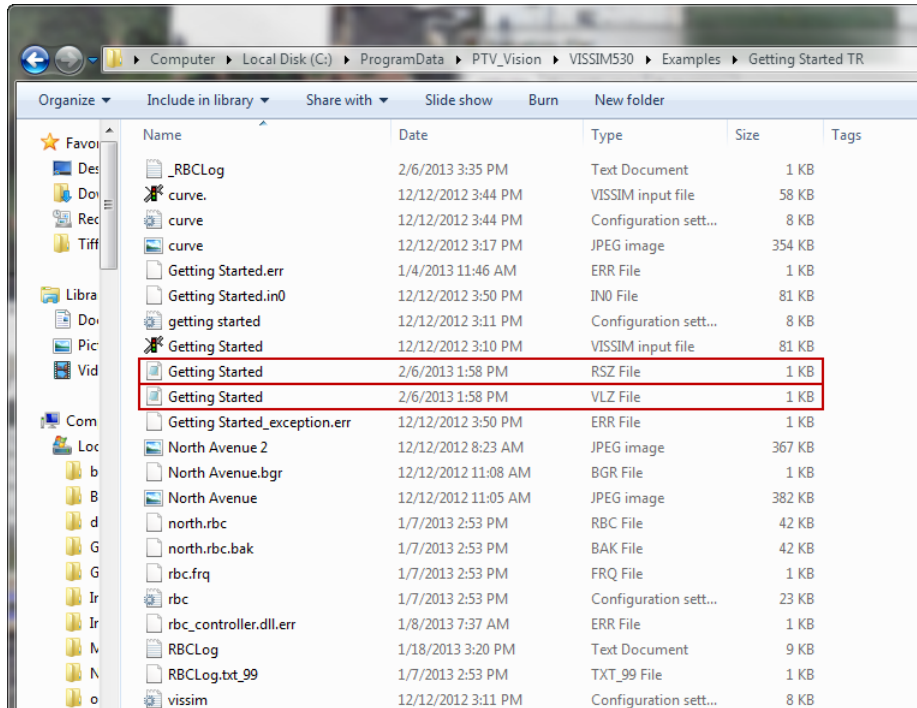 Computer Local Disk (C:) ProgramData PTV_Vision VISSIM530 Examples Getting Started TR
Organize Include in library Share with Slide show Burn New folder
Name Date Type Size Tags
_RBCLog 2/6/2013 3:35 PM Text Document 1 KB
curve. 12/12/2012 3:44 PM VISSIM input file 58 KB
curve 12/12/2012 3:44 PM Configuration sett... 8 KB
curve 12/12/2012 3:17 PM JPEG image 354 KB
Getting Started.err 1/4/2013 11:46 AM ERR File 1 KB
Getting Started.in0 12/12/2012 3:50 PM IN0 File 81 KB
getting started 12/12/2012 3:11 PM Configuration sett... 8 KB
Getting Started 12/12/2012 3:10 PM VISSIM input file 81 KB
Getting Started 2/6/2013 1:58 PM RSZ File 1 KB
Getting Started 2/6/2013 1:58 PM VLZ File 1 KB
Getting Started_exception.err 12/12/2012 3:50 PM ERR File 1 KB
North Avenue 2 12/12/2012 8:23 AM JPEG image 367 KB
North Avenue.bgr 12/12/2012 11:08 AM BGR File 1 KB
North Avenue 12/12/2012 11:05 AM JPEG image 382 KB
north.rbc 1/7/2013 2:53 PM RBC File 42 KB
north.rbc.bak 1/7/2013 2:53 PM BAK File 42 KB
rbc.frq 1/7/2013 2:53 PM FRQ File 1 KB
rbc 1/7/2013 2:53 PM Configuration sett... 23 KB
rbc_controller.dll.err 1/8/2013 7:37 AM ERR File 1 KB
RBCLog 1/18/2013 3:20 PM Text Document 9 KB
RBCLog.txt_99 1/7/2013 2:53 PM TXT_99 File 1 KB
vissim 12/12/2012 3:11 PM Configuration sett... 8 KB